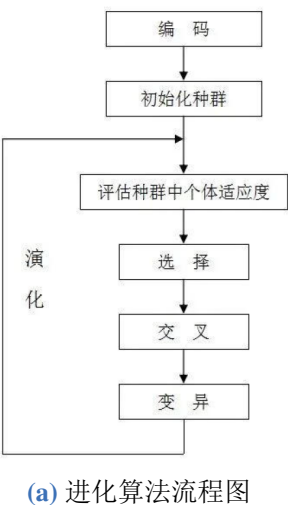 编 码
初始化种群
评估种群中个体适应度
选 择
演
化
交 叉
变 异
(a) 进化算法流程图